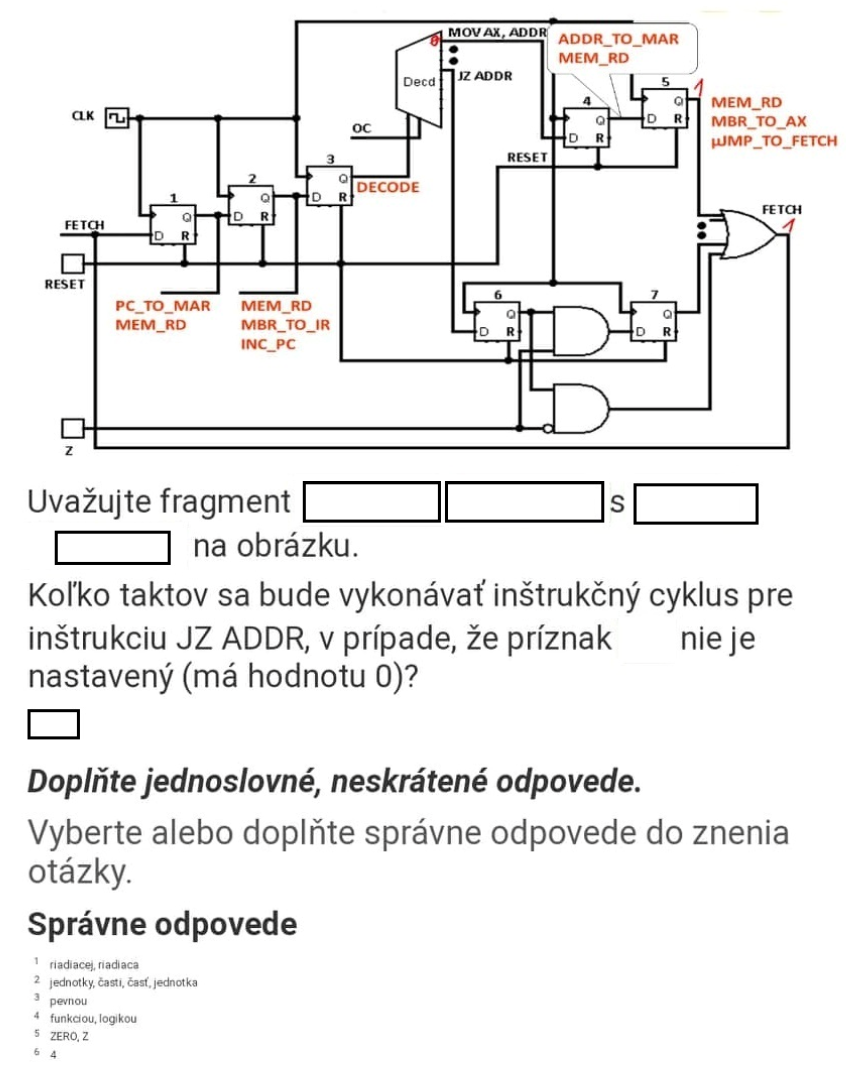 MOV AX, ADDR
ADDR_TO_MAR
MEM_RD
0
JZ ADDR
Decd
5
1
CLK
4
Q
MEM_RD
Q
D
R
MBR_TO_AX
OC
D
R
µJMP_TO_FETCH
3
RESET
2
Q
DECODE
1
Q
D
R
FETCH
Q
D
R
FETCH
1
D
R
RESET
6
7
PC_TO_MAR
MEM_RD
Q
Q
MEM_RD
MBR_TO_IR
D
R
D
R
INC_PC
Z
Uvažujte fragment s
na obrázku.
Koľko taktov sa bude vykonávať inštrukčný cyklus pre
inštrukciu JZ ADDR, v prípade, že príznak nie je
nastavený (má hodnotu 0)?
Doplňte jednoslovné, neskrátené odpovede.
Vyberte alebo doplňte správne odpovede do znenia
otázky.
Správne odpovede
1 riadiacej, riadiaca
2 jednotky, časti, časť, jednotka
3 pevnou
4 funkciou, logikou
5 ZERO, Z
6 4